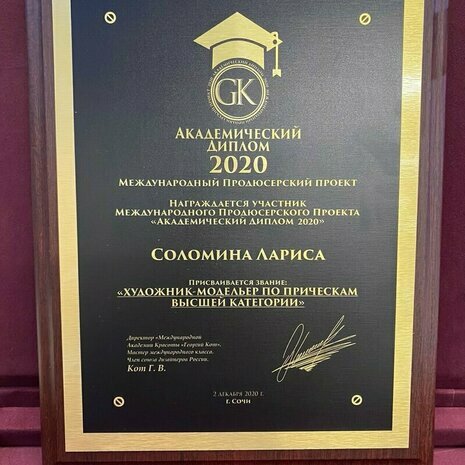 GK
Академический
Диплом
2020
Международный Продюсерский проект
Награждается участник
Международного Продюсерского Проекта
«Академический Диплом 2020»
Соломина Лариса
Присваивается звание:
«Художник-модельер по прическам
высшей категории»
Директор «Международной
Академии Красоты «Георгий Кот».
Мастер международного класса.
Член союза дизайнеров России.
Кот Г. В.
2 декабря 2020 г.
г. Сочи